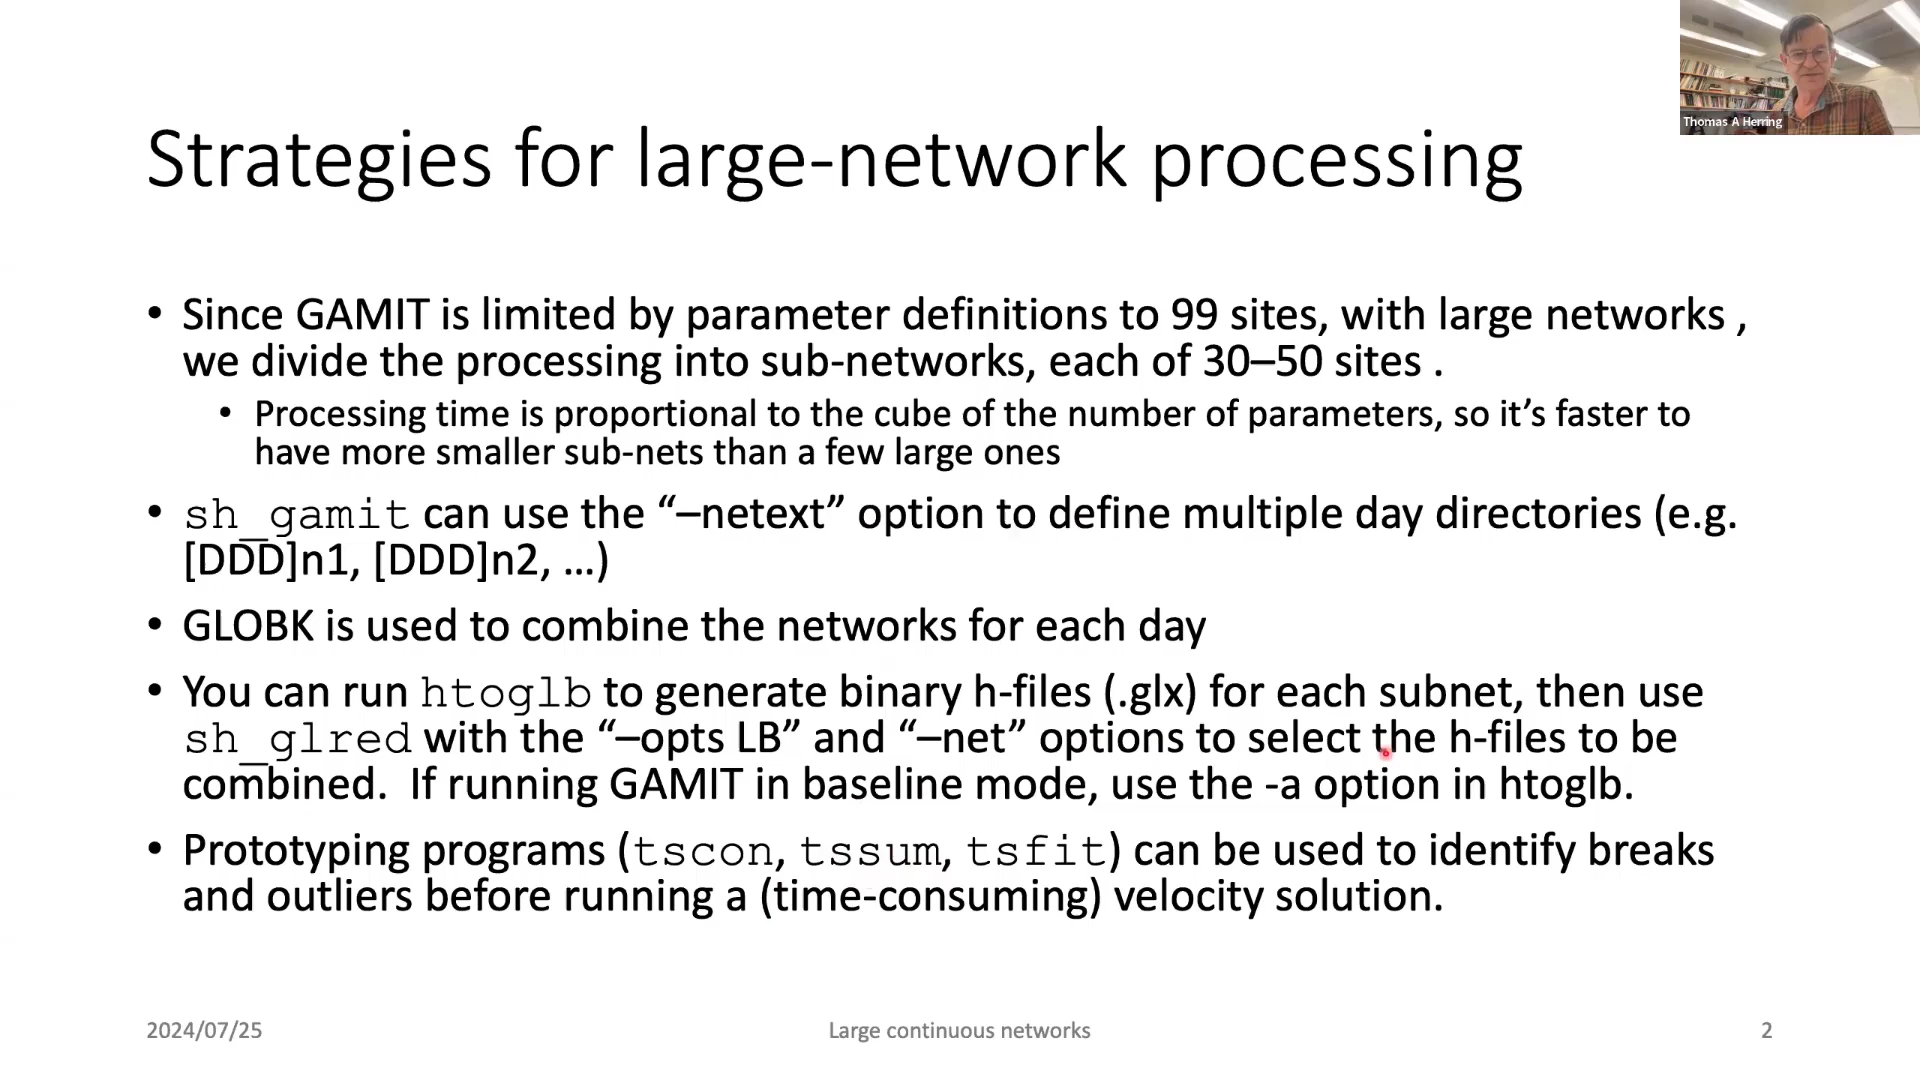 Thomas A Herring
Strategies for large-network processing
• Since GAMIT is limited by parameter definitions to 99 sites, with large networks ,
we divide the processing into sub-networks, each of 30–50 sites .
• Processing time is proportional to the cube of the number of parameters, so it’s faster to
have more smaller sub-nets than a few large ones
• sh_gamit can use the “–netext” option to define multiple day directories (e.g.
[DDD]n1, [DDD]n2, …)
• GLOBK is used to combine the networks for each day
• You can run htoglb to generate binary h-files (.glx) for each subnet, then use
sh_glred with the “–opts LB” and “–net” options to select the h-files to be
combined.  If running GAMIT in baseline mode, use the -a option in htoglb.
• Prototyping programs (tscon, tssum, tsfit) can be used to identify breaks
and outliers before running a (time-consuming) velocity solution.
2024/07/25
Large continuous networks
2